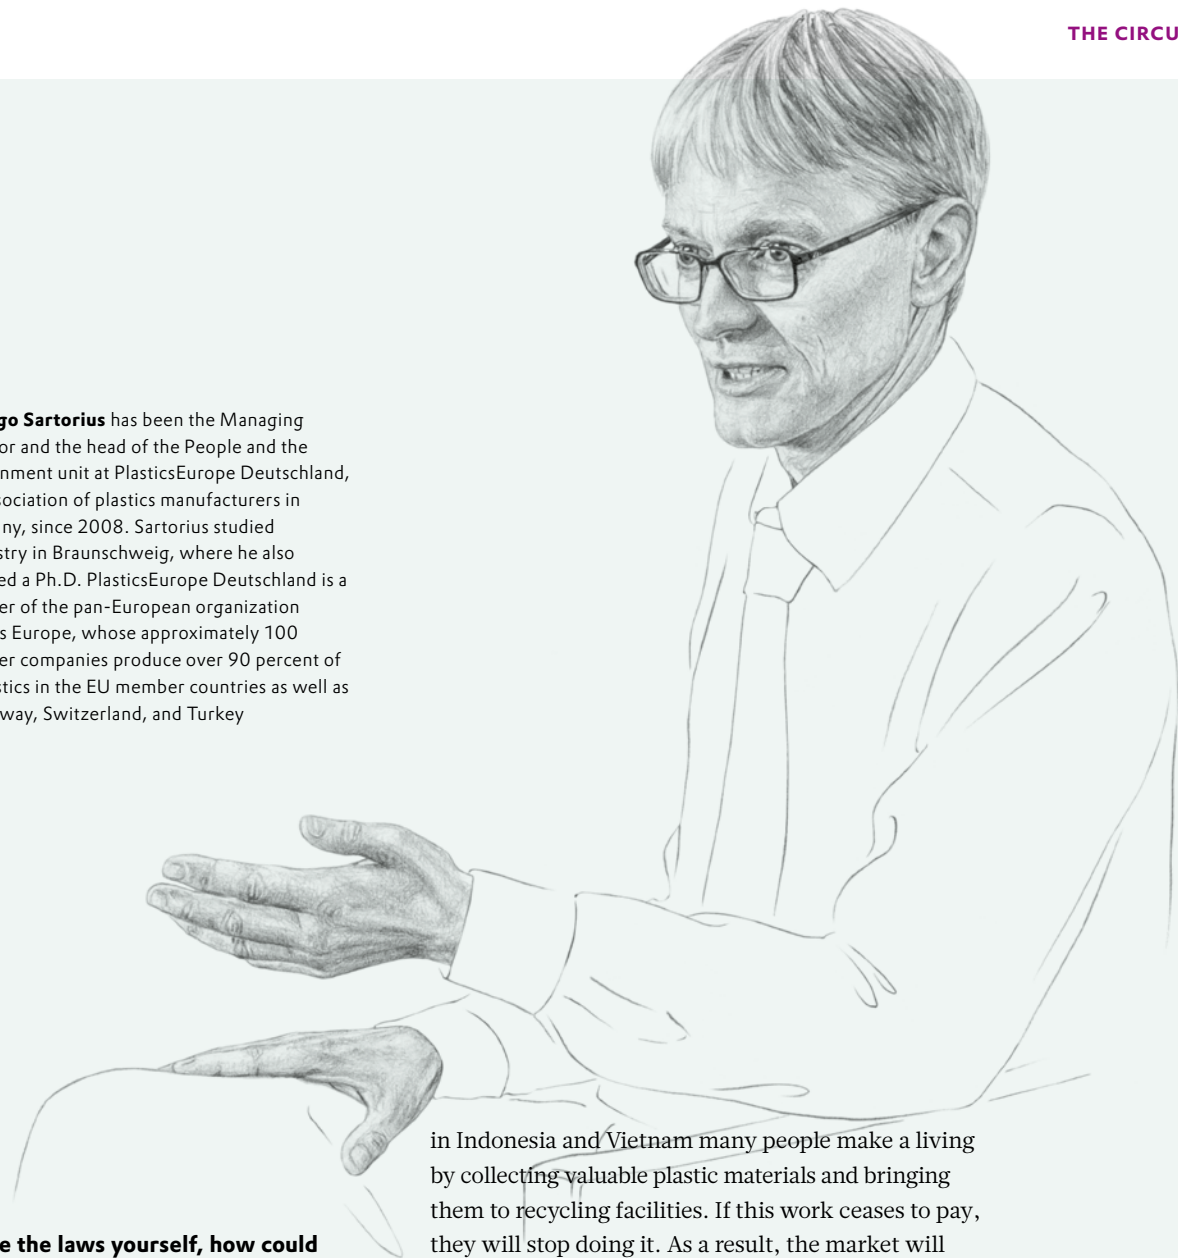 THE CIRCU
go Sartorius has been the Managing
or and the head of the People and the
nment unit at PlasticsEurope Deutschland,
sociation of plastics manufacturers in
ny, since 2008. Sartorius studied
stry in Braunschweig, where he also
ed a Ph.D. PlasticsEurope Deutschland is a
er of the pan-European organization
s Europe, whose approximately 100
er companies produce over 90 percent of
stics in the EU member countries as well as
way, Switzerland, and Turkey
e the laws yourself, how could
in Indonesia and Vietnam many people make a living
by collecting valuable plastic materials and bringing
them to recycling facilities. If this work ceases to pay,
they will stop doing it. As a result, the market will